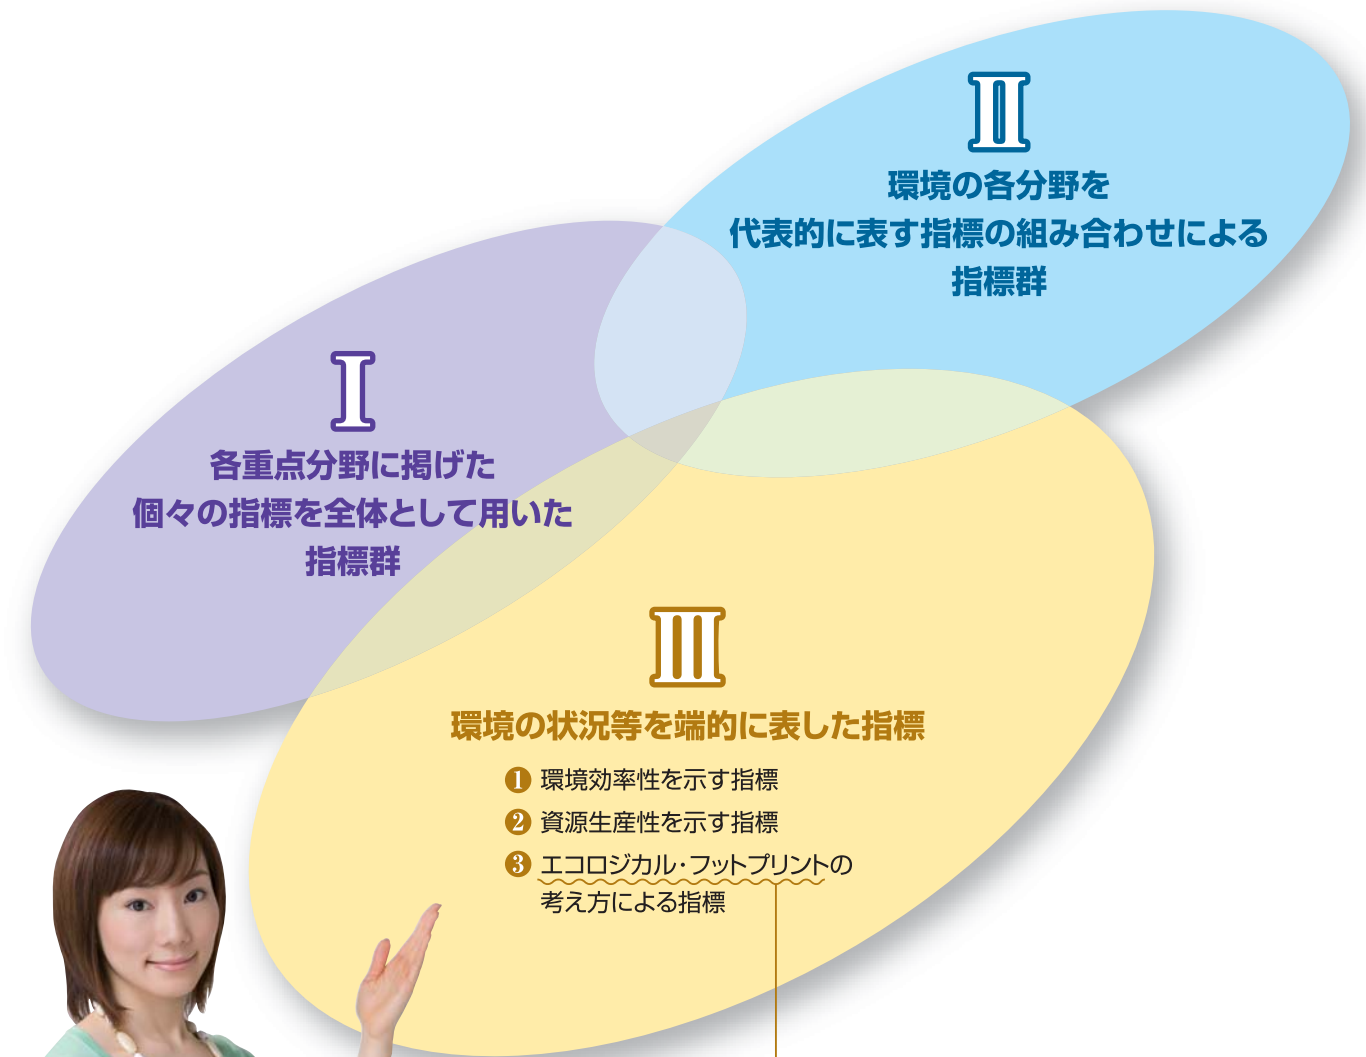 Ⅱ
環境の各分野を
代表的に表す指標の組み合わせによる
指標群
Ⅰ
各重点分野に掲げた
個々の指標を全体として用いた
指標群
Ⅲ
環境の状況等を端的に表した指標
❶ 環境効率性を示す指標
❷ 資源生産性を示す指標
❸ エコロジカル・フットプリントの
考え方による指標